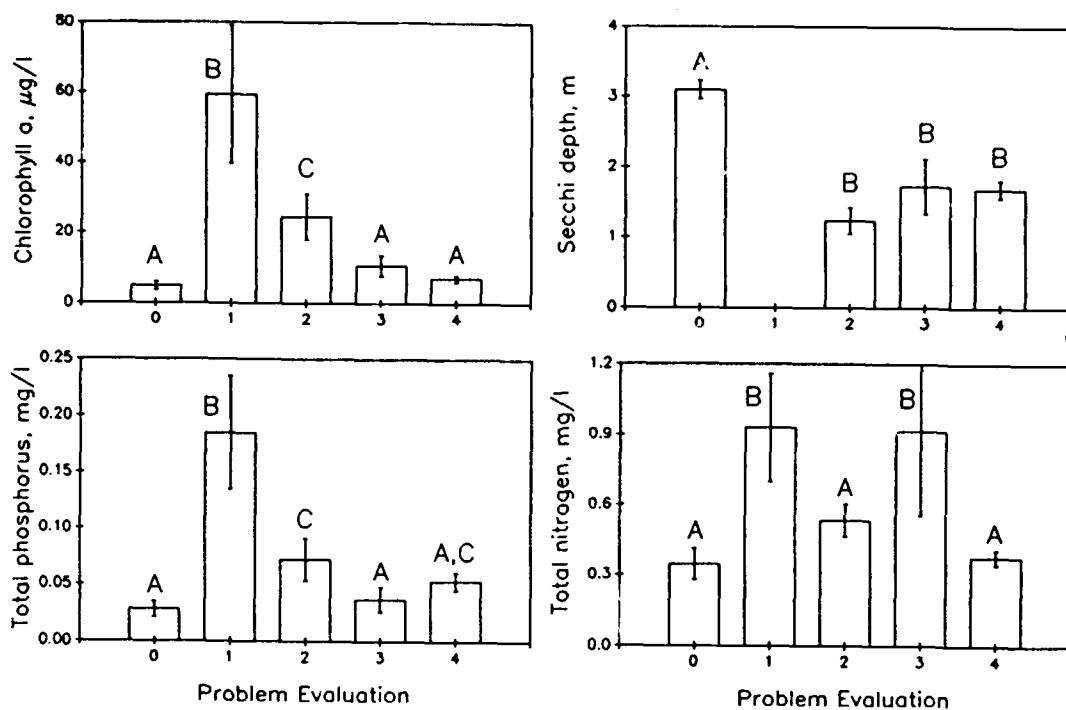 Chlorophyll a, µg/l
80
60
40
20
0
B
C
A
A
A
0 1 2 3 4
Secchi depth, m
4
3
2
1
0
A
B
B
B
0 1 2 3 4
Total phosphorus, mg/l
0.25
0.20
0.15
0.10
0.05
0.00
B
C
A
A
A,C
0 1 2 3 4
Problem Evaluation
Total nitrogen, mg/l
1.2
0.9
0.6
0.3
0.0
B
B
A
A
A
0 1 2 3 4
Problem Evaluation